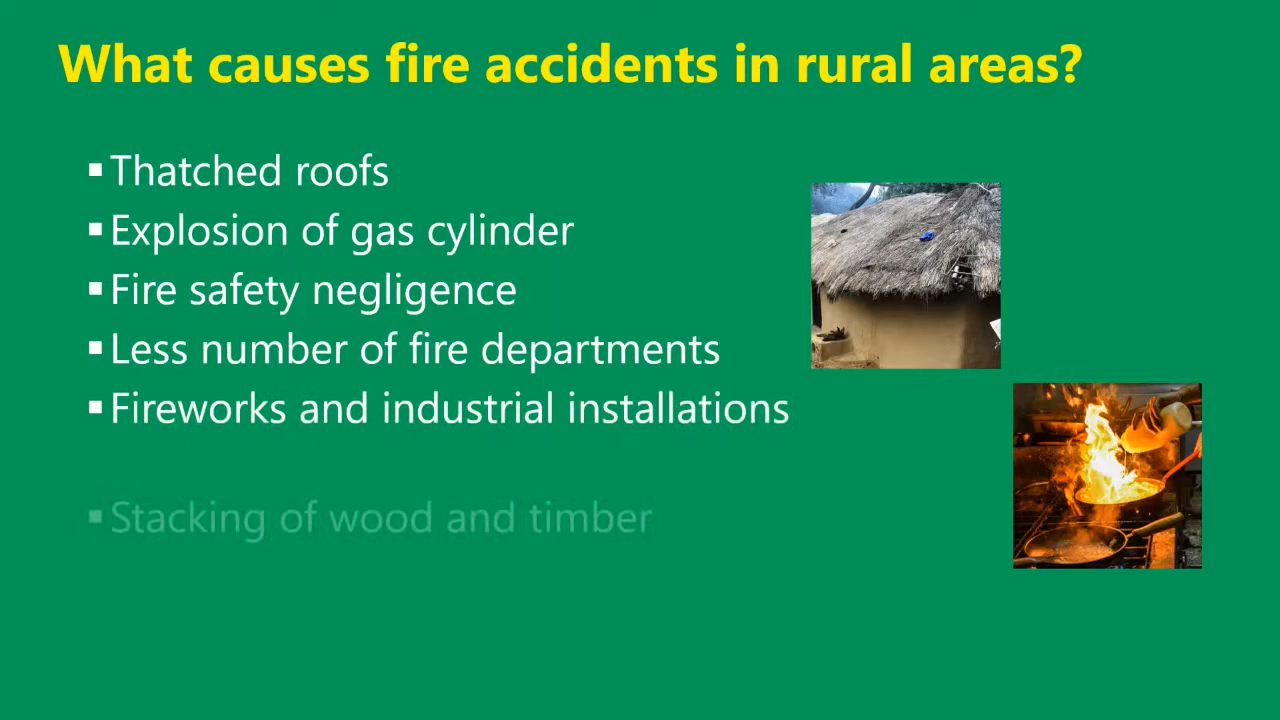 What causes fire accidents in rural areas?
▪Thatched roofs
▪Explosion of gas cylinder
▪Fire safety negligence
▪Less number of fire departments
▪Fireworks and industrial installations
▪Stacking of wood and timber